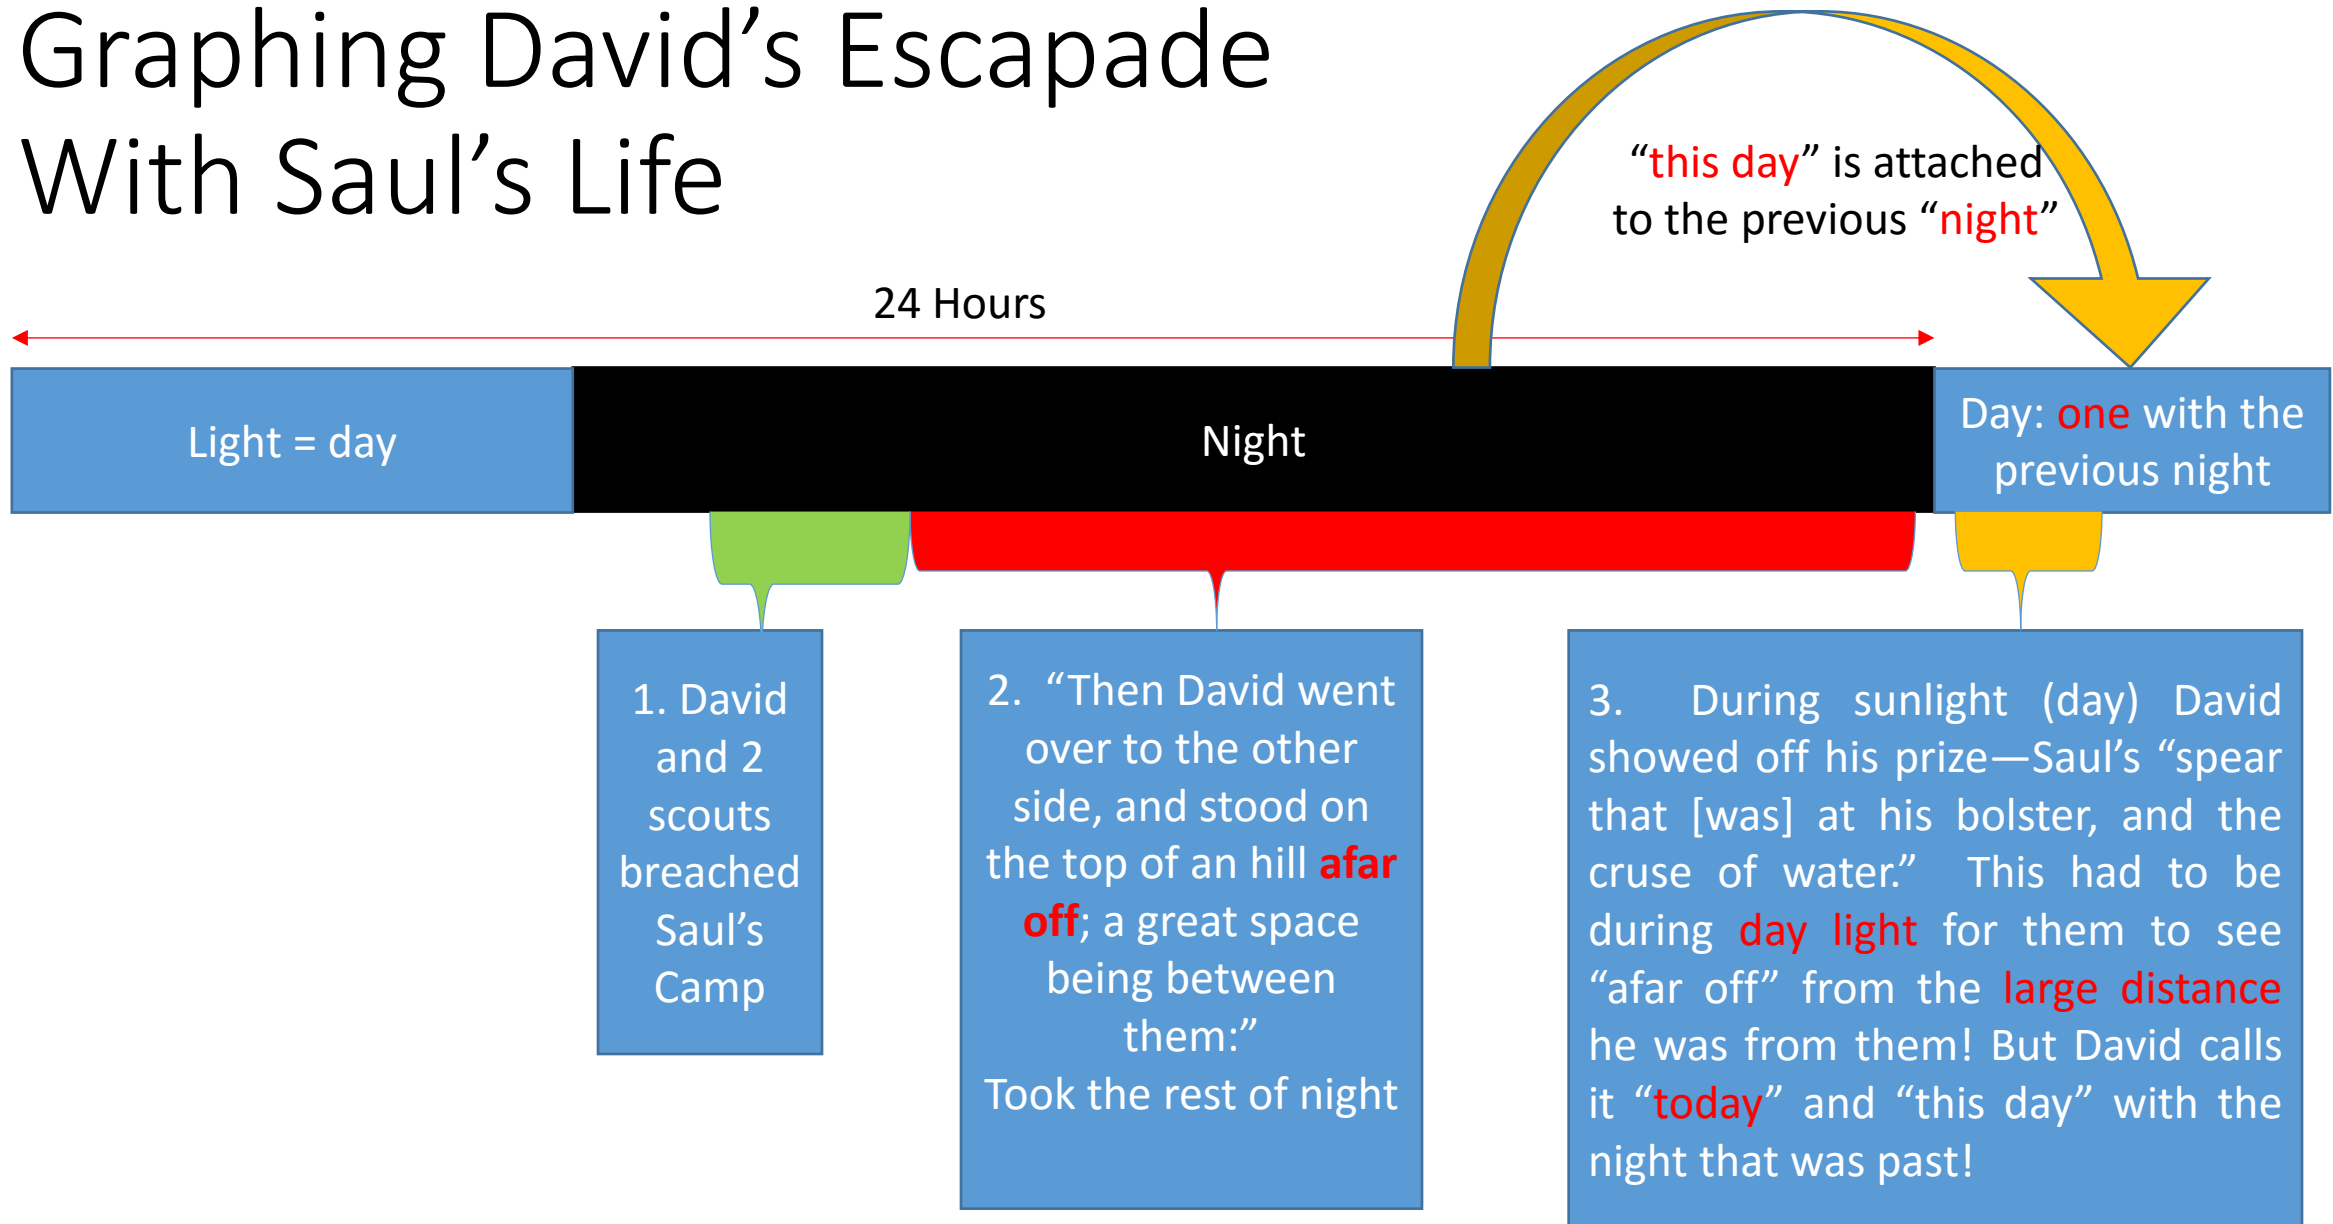 Graphing David’s Escapade
With Saul’s Life
“this day” is attached
to the previous “night”
24 Hours
Light = day
Night
Day: one with the
previous night
1. David
and 2
scouts
breached
Saul’s
Camp
2. “Then David went
over to the other
side, and stood on
the top of an hill afar
off; a great space
being between
them:”
Took the rest of night
3. During sunlight (day) David
showed off his prize—Saul’s “spear
that [was] at his bolster, and the
cruse of water.” This had to be
during day light for them to see
“afar off” from the large distance
he was from them! But David calls
it “today” and “this day” with the
night that was past!